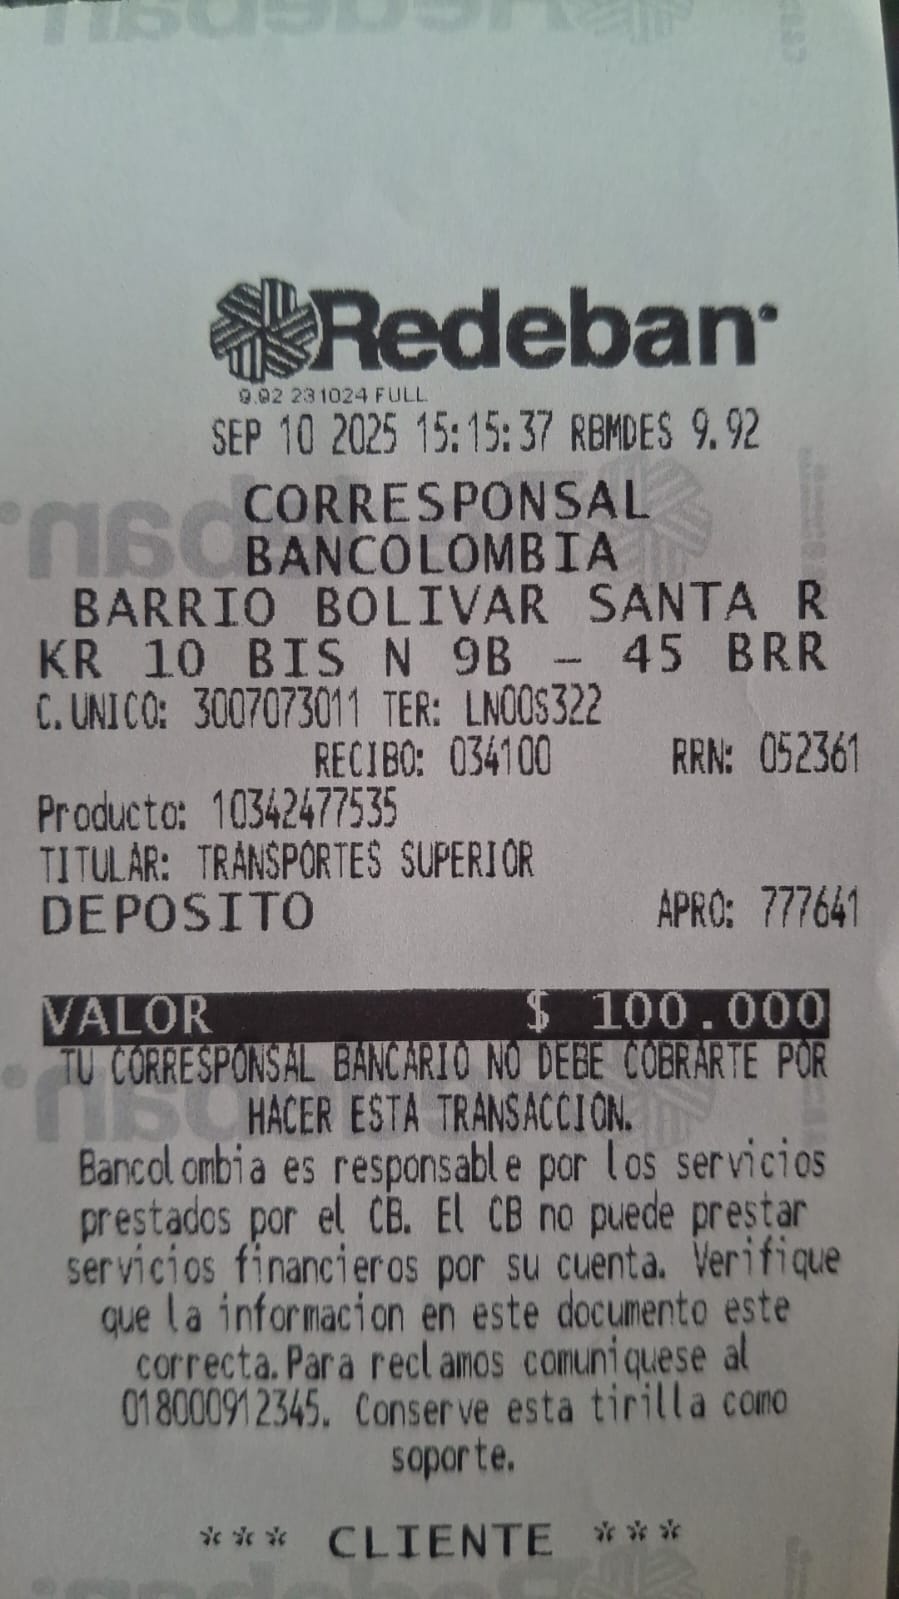 Redeban
9.92 231024 FULL
SEP 10 2025 15:15:37 RBMDES 9.92
CORRESPONSAL
BANCOLOMBIA
BARRIO BOLIVAR SANTA R
KR 10 BIS N 9B - 45 BRR
C.UNICO: 3007073011 TER: LN00S322
RECIBO: 034100 RRN: 052361
Producto: 10342477535
TITULAR: TRANSPORTES SUPERIOR
DEPOSITO APRO: 777641
VALOR $ 100.000
TU CORRESPONSAL BANCARIO NO DEBE COBRARTE POR
HACER ESTA TRANSACCION.
Bancolombia es responsable por los servicios
prestados por el CB. El CB no puede prestar
servicios financieros por su cuenta. Verifique
que la informacion en este documento este
correcta.Para reclamos comuniquese al
018000912345. Conserve esta tirilla como
soporte.
*** CLIENTE ***